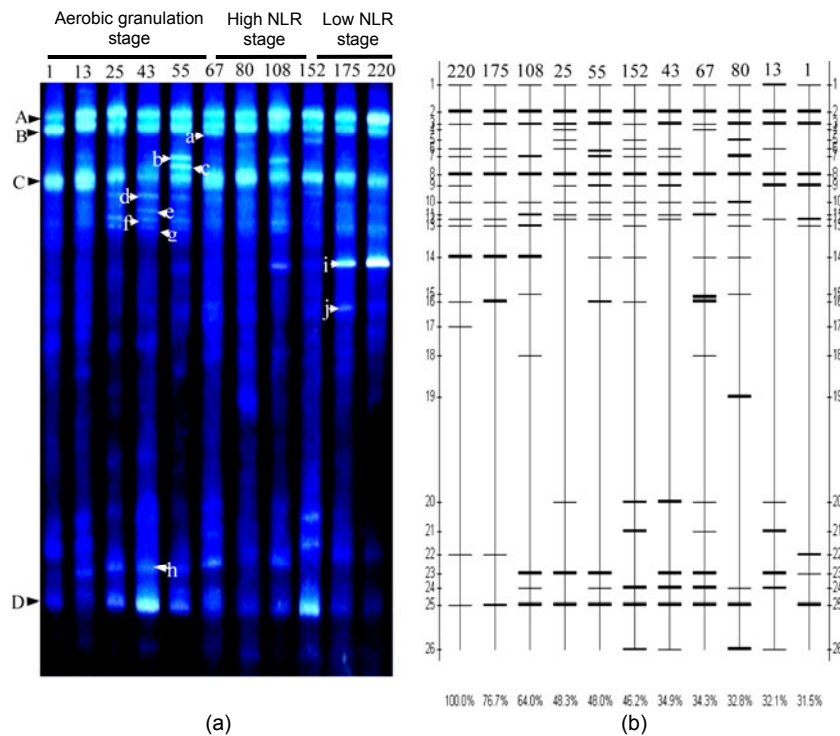 Aerobic granulation stage
High NLR stage
Low NLR stage
1 13 25 43 55 67 80 108 152 175 220
A
B
C
D
a
b
c
d
e
f
g
h
i
j
(a)
220 175 108 25 55 152 43 67 80 13 1
1
2
6
7
8
9
10
14
15
16
17
18
19
20
21
22
23
24
25
26
100.0% 76.7% 64.0% 48.3% 48.0% 46.2% 34.9% 34.3% 32.8% 32.1% 31.5%
(b)